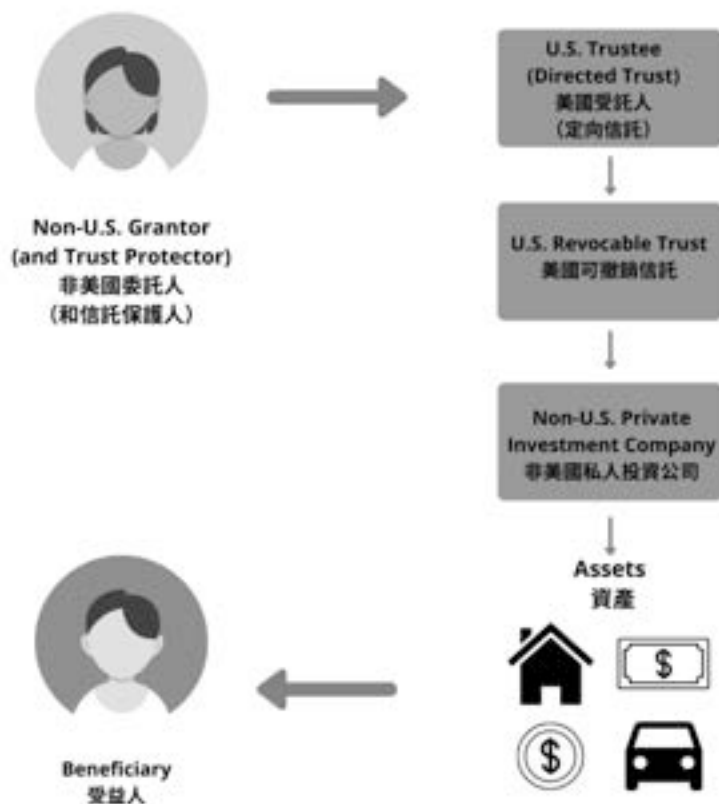 U.S. Trustee
(Directed Trust)
美國受託人
（定向信託）
Non-U.S. Grantor
(and Trust Protector)
非美國委託人
（和信託保護人）
U.S. Revocable Trust
美國可撤銷信託
Non-U.S. Private
Investment Company
非美國私人投資公司
Assets
資產
$
$
Beneficiary
受益人